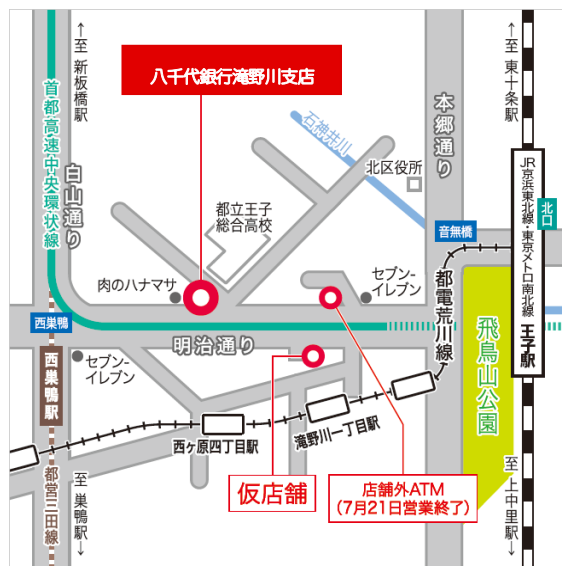 ←至 新板橋駅
首都高速中央環状線
白山通り
八千代銀行滝野川支店
石神井川
本郷通り
←至 東十条駅
北区役所
都立王子
総合高校
JR京浜東北線・東京メトロ南北線
王子駅
北口
音無橋
肉のハナマサ
セブン-
イレブン
都電荒川線
飛鳥山公園
西巣鴨
明治通り
西巣鴨駅
セブン-
イレブン
西ヶ原四丁目駅
滝野川一丁目駅
仮店舗
店舗外ATM
(7月21日営業終了)
都営三田線
至 巣鴨駅→
至 上中里駅→